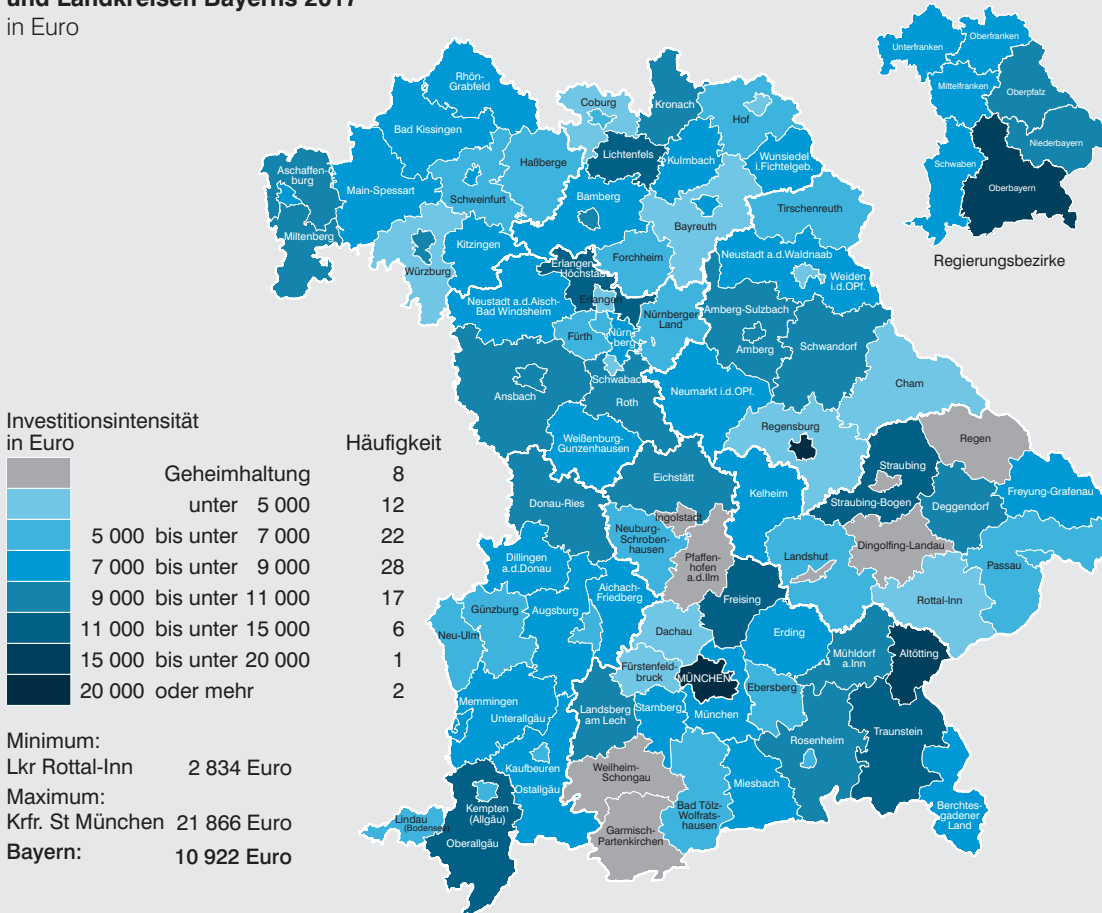 und Landkreisen Bayerns 2017
in Euro
Unterfranken
Oberfranken
Mittelfranken
Oberpfalz
Niederbayern
Schwaben
Oberbayern
Regierungsbezirke
Rhön-
Grabfeld
Coburg
Kronach
Hof
Bad Kissingen
Lichtenfels
Kulmbach
Wunsiedel
i.Fichtelgeb.
Haßberge
Aschaffen-
burg
Main-Spessart
Schweinfurt
Bamberg
Bayreuth
Tirschenreuth
Miltenberg
Würzburg
Kitzingen
Forchheim
Neustadt a.d.Waldnaab
Weiden
i.d.OPf.
Erlangen-
Höchstadt
Erlangen
Neustadt a.d.Aisch-
Bad Windsheim
Fürth
Nürn-
berg
Nürnberger
Land
Amberg-Sulzbach
Amberg
Schwandorf
Ansbach
Schwabach
Roth
Neumarkt i.d.OPf.
Cham
Weißenburg-
Gunzenhausen
Regensburg
Regen
Straubing
Straubing-Bogen
Deggendorf
Freyung-Grafenau
Eichstätt
Kelheim
Donau-Ries
Ingolstadt
Neuburg-
Schroben-
hausen
Pfaffen-
hofen
a.d.Ilm
Landshut
Dingolfing-Landau
Passau
Rottal-Inn
Dillingen
a.d.Donau
Aichach-
Friedberg
Freising
Günzburg
Augsburg
Neu-Ulm
Dachau
Erding
Mühldorf
a.Inn
Altötting
Fürstenfeld-
bruck
MÜNCHEN
Ebersberg
Memmingen
Unterallgäu
Landsberg
am Lech
Starnberg
München
Rosenheim
Traunstein
Kaufbeuren
Ostallgäu
Weilheim-
Schongau
Bad Tölz-
Wolfrats-
hausen
Miesbach
Berchtes-
gadener
Land
Kempten
(Allgäu)
Lindau
(Bodensee)
Oberallgäu
Garmisch-
Partenkirchen
Investitionsintensität
in Euro Häufigkeit
Geheimhaltung 8
unter 5 000 12
5 000 bis unter 7 000 22
7 000 bis unter 9 000 28
9 000 bis unter 11 000 17
11 000 bis unter 15 000 6
15 000 bis unter 20 000 1
20 000 oder mehr 2
Minimum:
Lkr Rottal-Inn 2 834 Euro
Maximum:
Krfr. St München 21 866 Euro
Bayern: 10 922 Euro